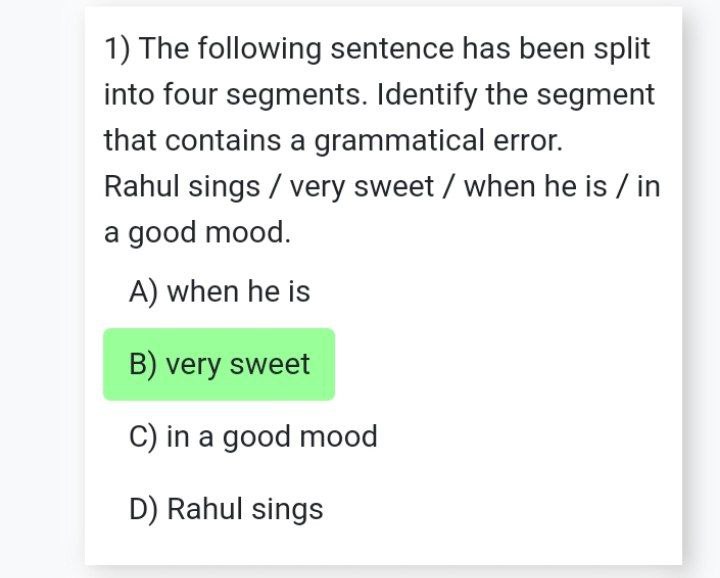 1) The following sentence has been split
into four segments. Identify the segment
that contains a grammatical error.
Rahul sings / very sweet / when he is / in
a good mood.
A) when he is
B) very sweet
C) in a good mood
D) Rahul sings